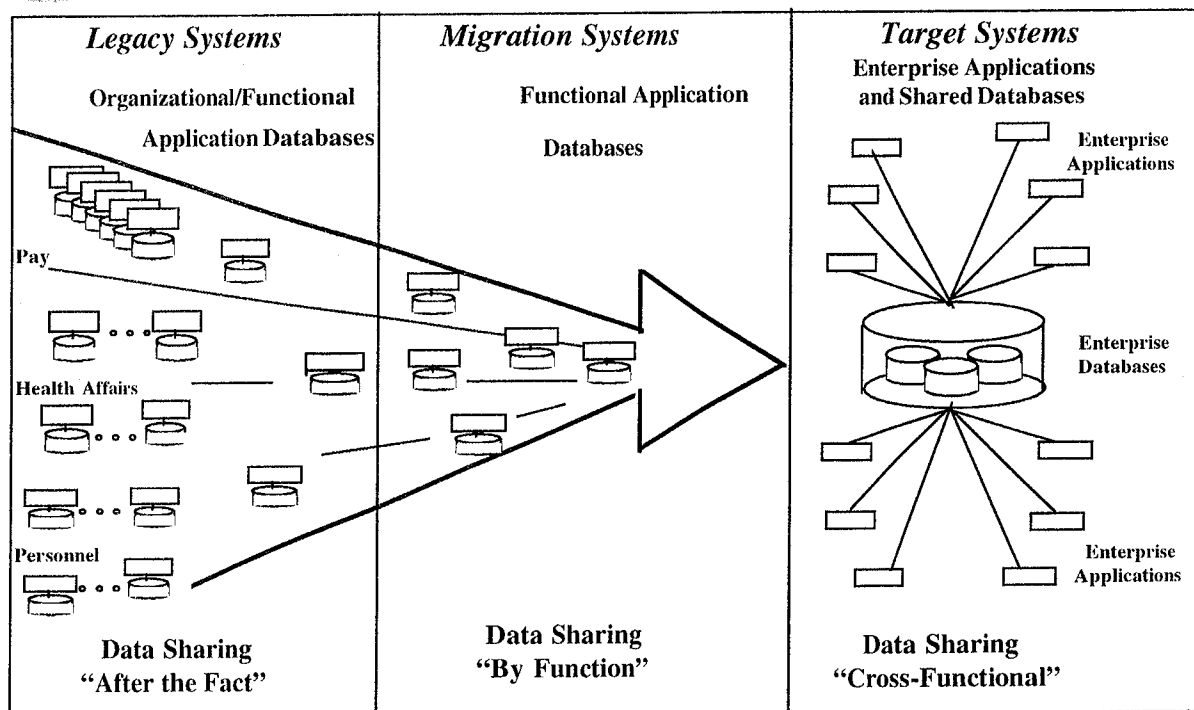 Legacy Systems
Organizational/Functional
Application Databases
Pay
Health Affairs
Personnel
Data Sharing
“After the Fact”
Migration Systems
Functional Application
Databases
Data Sharing
“By Function”
Target Systems
Enterprise Applications
and Shared Databases
Enterprise
Applications
Enterprise
Databases
Enterprise
Applications
Data Sharing
“Cross-Functional”